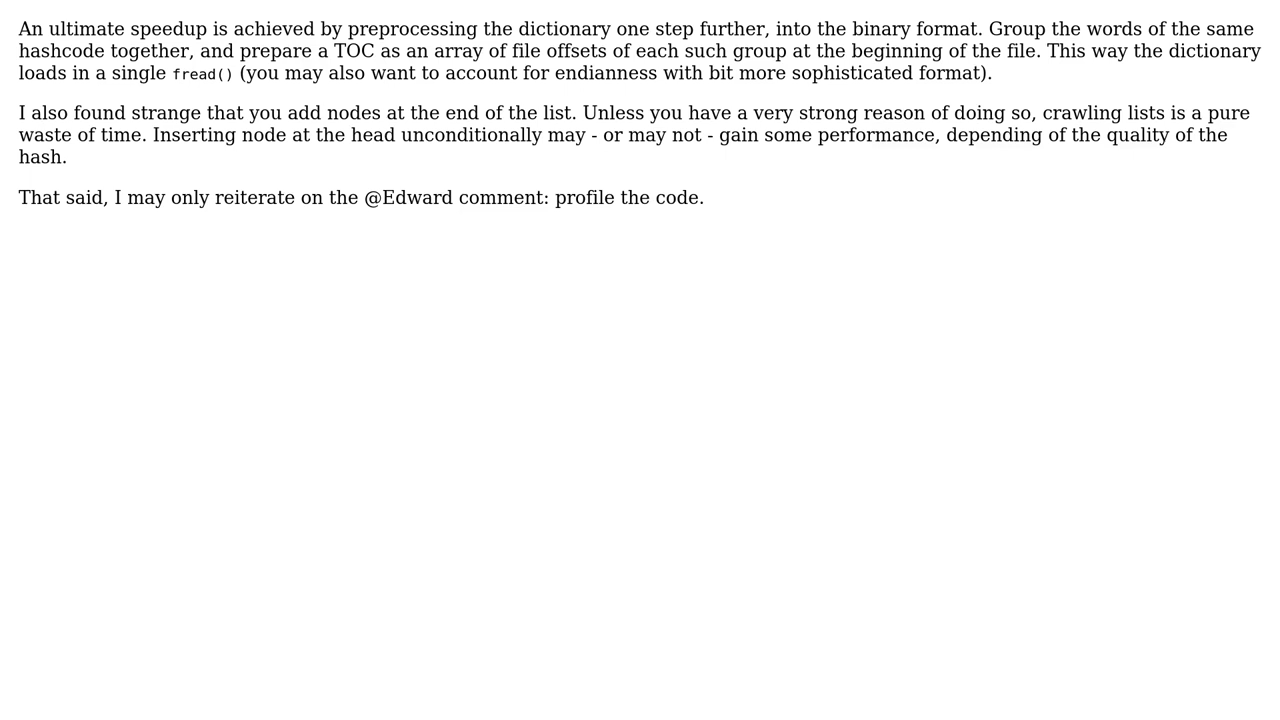 An ultimate speedup is achieved by preprocessing the dictionary one step further, into the binary format. Group the words of the same
hashcode together, and prepare a TOC as an array of file offsets of each such group at the beginning of the file. This way the dictionary
loads in a single fread() (you may also want to account for endianness with bit more sophisticated format).
I also found strange that you add nodes at the end of the list. Unless you have a very strong reason of doing so, crawling lists is a pure
waste of time. Inserting node at the head unconditionally may - or may not - gain some performance, depending of the quality of the
hash.
That said, I may only reiterate on the @Edward comment: profile the code.